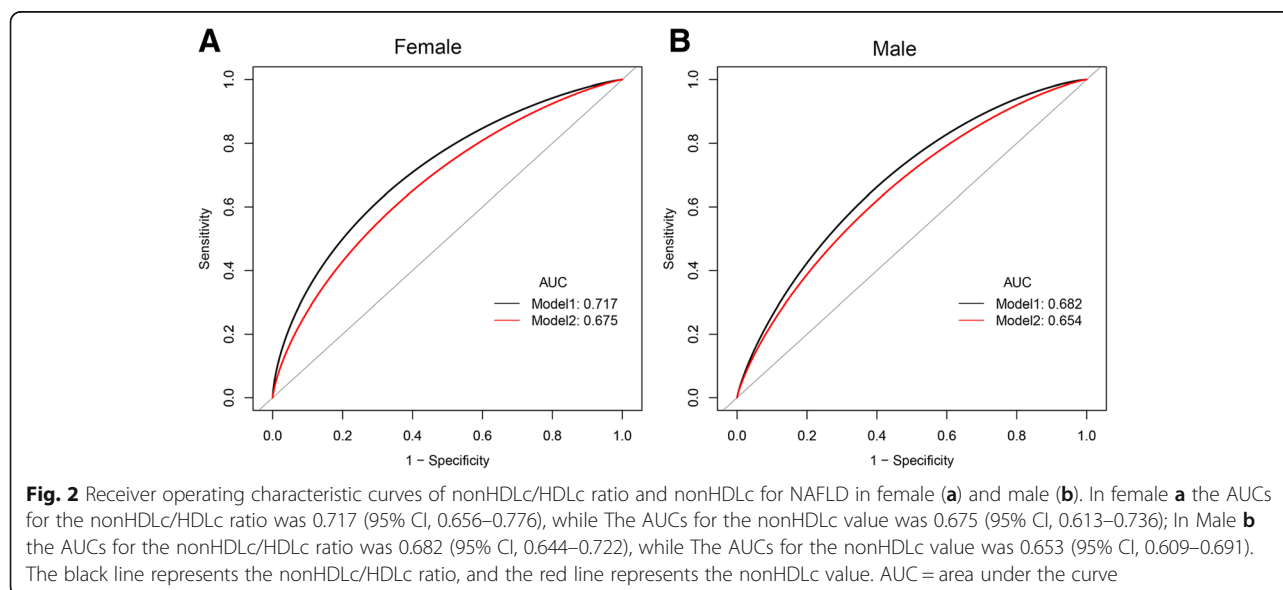 A
Female
1.0
0.8
0.6
0.4
0.2
0.0
Sensitivity
AUC
Model1: 0.717
Model2: 0.675
0.0 0.2 0.4 0.6 0.8 1.0
1 − Specificity
B
Male
1.0
0.8
0.6
0.4
0.2
0.0
Sensitivity
AUC
Model1: 0.682
Model2: 0.654
0.0 0.2 0.4 0.6 0.8 1.0
1 − Specificity
Fig. 2 Receiver operating characteristic curves of nonHDLc/HDLc ratio and nonHDLc for NAFLD in female (a) and male (b). In female a the AUCs
for the nonHDLc/HDLc ratio was 0.717 (95% CI, 0.656–0.776), while The AUCs for the nonHDLc value was 0.675 (95% CI, 0.613–0.736); In Male b
the AUCs for the nonHDLc/HDLc ratio was 0.682 (95% CI, 0.644–0.722), while The AUCs for the nonHDLc value was 0.653 (95% CI, 0.609–0.691).
The black line represents the nonHDLc/HDLc ratio, and the red line represents the nonHDLc value. AUC = area under the curve